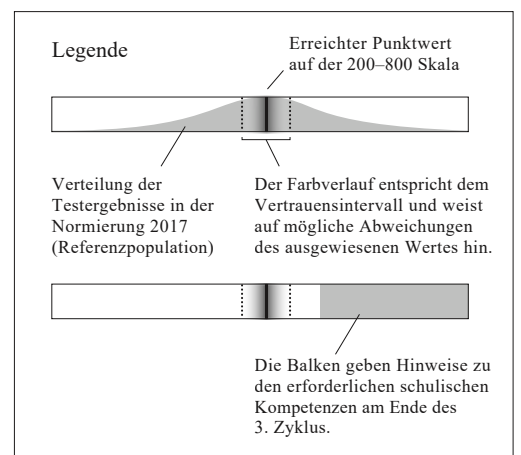 Legende
Erreichter Punktwert
auf der 200–800 Skala
Verteilung der
Testergebnisse in der
Normierung 2017
(Referenzpopulation)
Der Farbverlauf entspricht dem
Vertrauensintervall und weist
auf mögliche Abweichungen
des ausgewiesenen Wertes hin.
Die Balken geben Hinweise zu
den erforderlichen schulischen
Kompetenzen am Ende des
3. Zyklus.